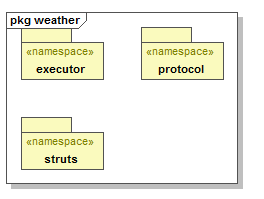 pkg weather
«namespace»
executor
«namespace»
protocol
«namespace»
struts